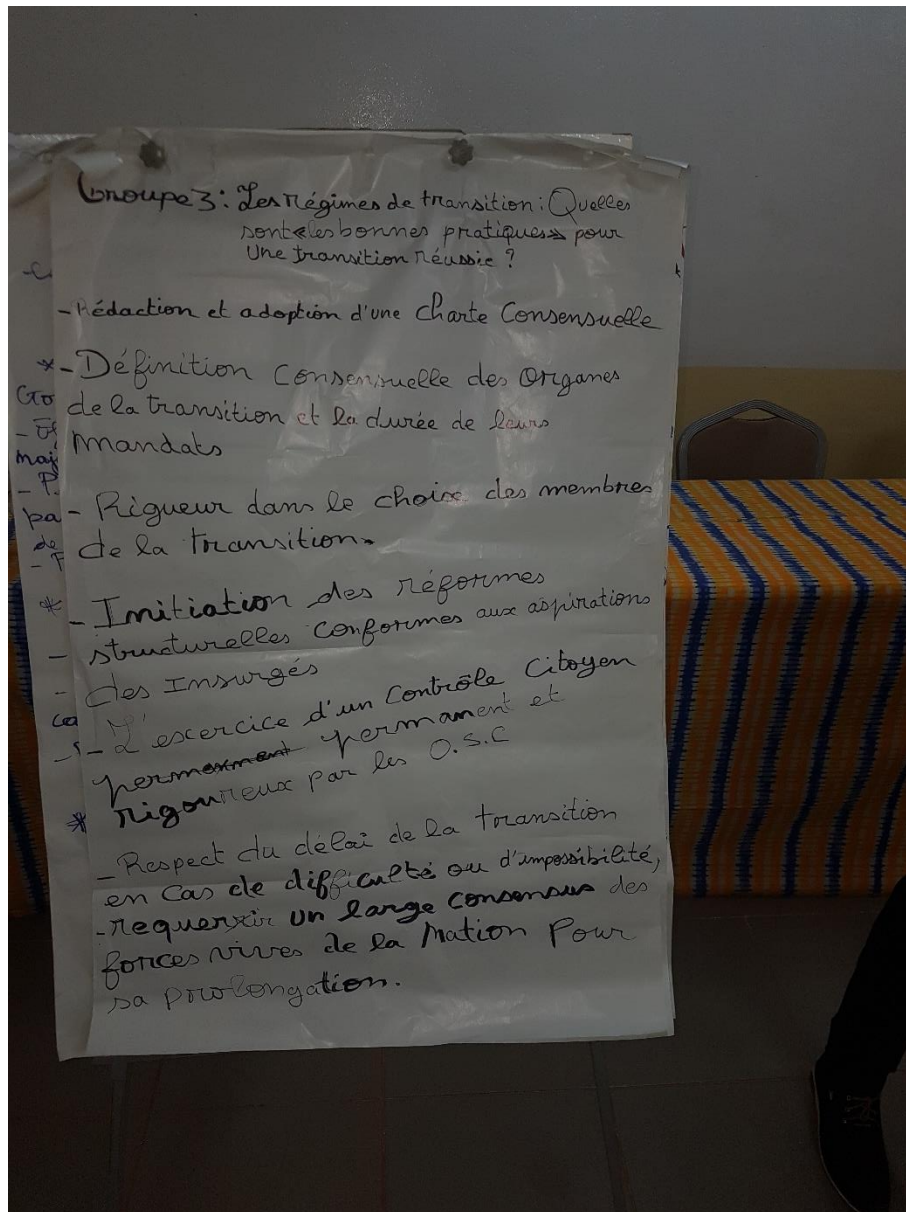 Groupe 3: Les Régimes de transition: Quelles
sont «les bonnes pratiques» pour
Une transition réussie ?
- Rédaction et adoption d'une Charte Consensuelle
- Définition Consensuelle des Organes
de la transition et la durée de leurs
mandats
- Rigueur dans le choix des membres
de la transition.
- Initiation des réformes
structurelles conformes aux aspirations
des Insurgés
- L'exercice d'un Contrôle Citoyen
permanent et
rigoureux par les O.S.C
- Respect du délai de la transition
en cas de difficulté ou d'impossibilité,
- requerxir un large consensus des
forces vives de la Nation Pour
sa prolongation.